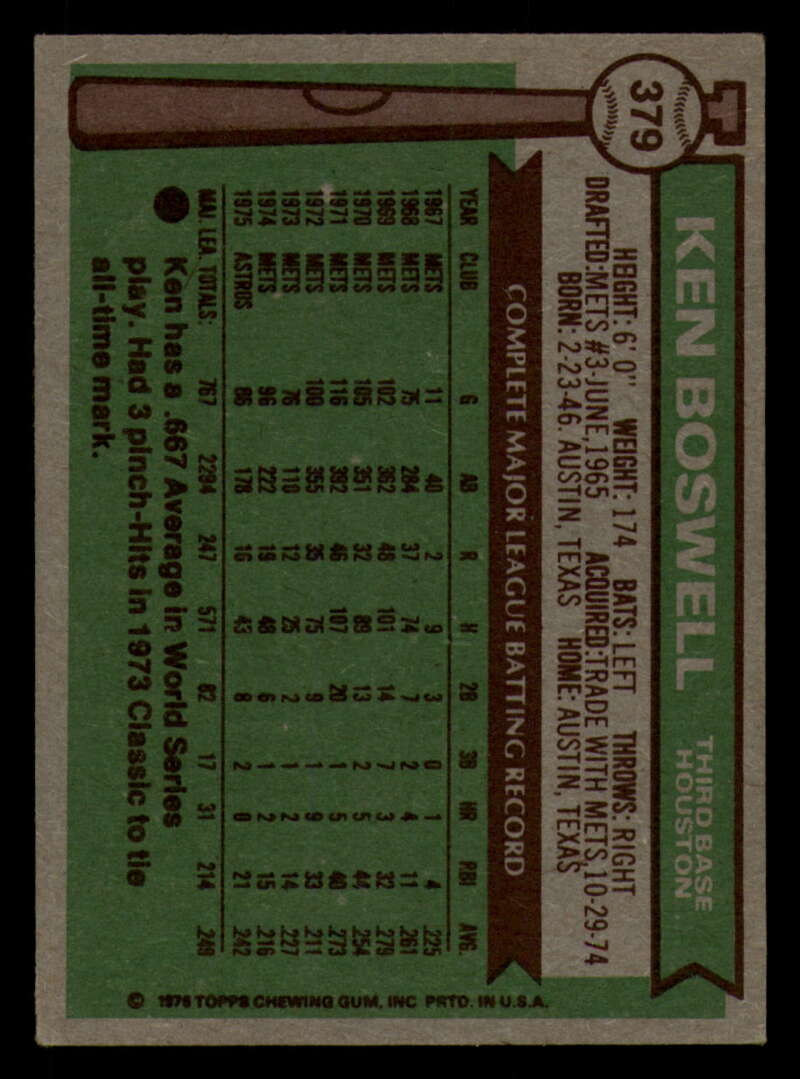 379
KEN BOSWELL THIRD BASE
HOUSTON
HEIGHT: 6'0" WEIGHT: 174 BATS: LEFT THROWS: RIGHT
DRAFTED: METS #3-JUNE, 1965 ACQUIRED: TRADE WITH METS, 10-29-74
BORN: 2-23-46, AUSTIN, TEXAS HOME: AUSTIN, TEXAS
COMPLETE MAJOR LEAGUE BATTING RECORD
YEAR CLUB G AB R H 2B 3B HR RBI AVG.
1967 METS 11 40 2 9 3 0 1 4 .225
1968 METS 75 284 37 74 7 2 4 11 .261
1969 METS 102 362 48 101 14 7 3 32 .279
1970 METS 105 351 32 89 13 2 5 44 .254
1971 METS 116 392 46 107 20 1 5 40 .273
1972 METS 100 355 35 75 9 1 9 33 .211
1973 METS 76 110 12 25 2 1 2 14 .227
1974 METS 96 222 19 48 6 1 2 15 .216
1975 ASTROS 86 178 16 43 8 2 0 21 .242
MAJ. LEA. TOTALS: 767 2294 247 571 82 17 31 214 .249
Ken has a .667 Average in World Series
play. Had 3 pinch-Hits in 1973 Classic to tie
all-time mark.
© 1976 TOPPS CHEWING GUM, INC PRTD. IN U.S.A.